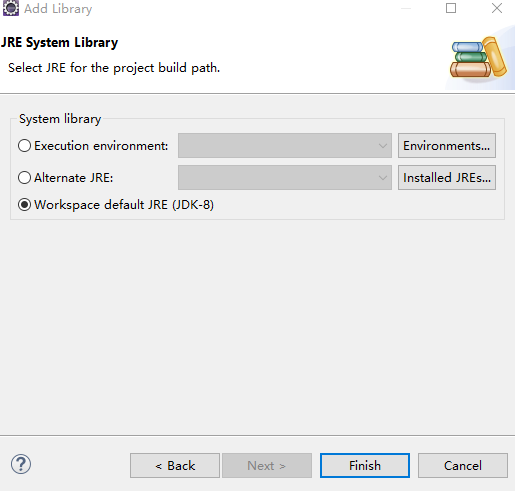 Add Library
JRE System Library
Select JRE for the project build path.
System library
Execution environment:
Environments...
Alternate JRE:
Installed JREs...
Workspace default JRE (JDK-8)
?
< Back
Next >
Finish
Cancel